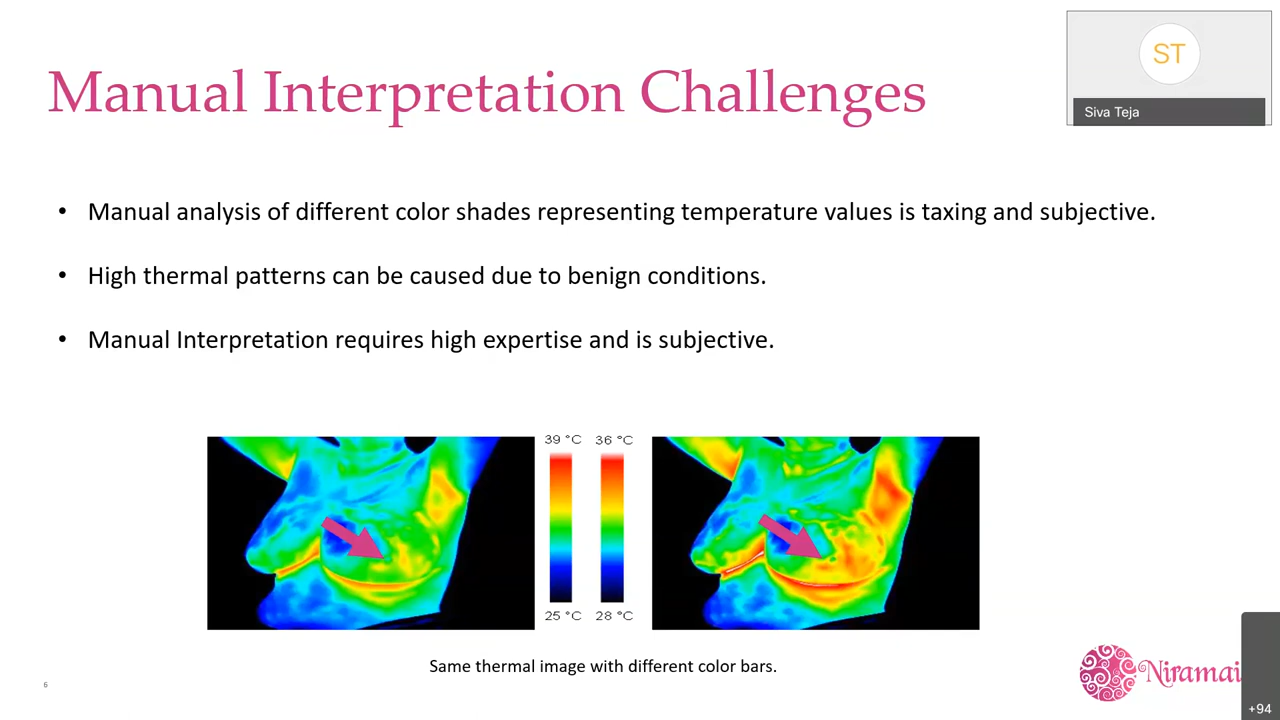 ST
Siva Teja
Manual Interpretation Challenges
• Manual analysis of different color shades representing temperature values is taxing and subjective.
• High thermal patterns can be caused due to benign conditions.
• Manual Interpretation requires high expertise and is subjective.
39 °C 36 °C
25 °C 28 °C
Same thermal image with different color bars.
Niramai
6
+94